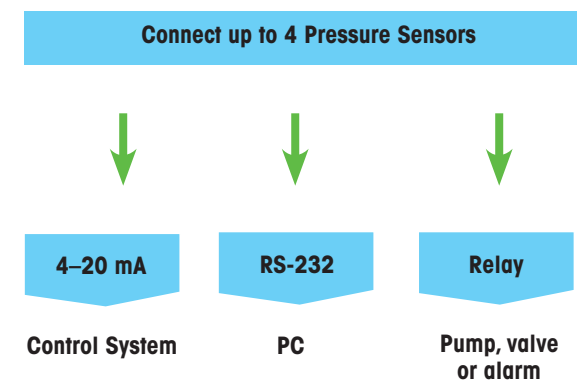 Connect up to 4 Pressure Sensors
4–20 mA
RS-232
Relay
Control System
PC
Pump, valve
or alarm